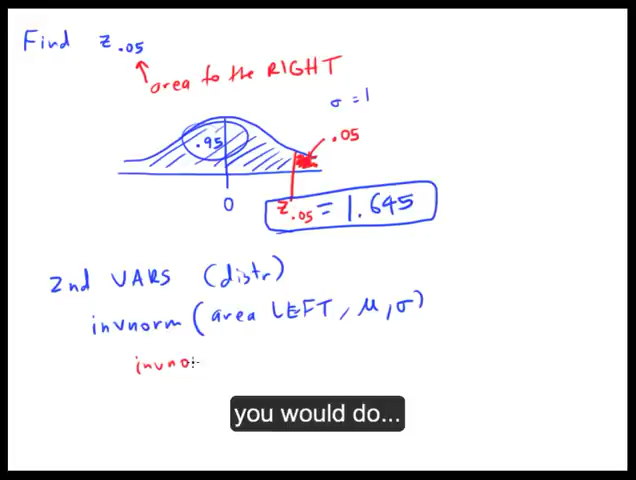 Find z.05
area to the RIGHT
σ = 1
.05
.95
0
z.05 = 1.645
2nd VARS (distr)
invnorm (area LEFT, μ, σ)
invno
you would do...